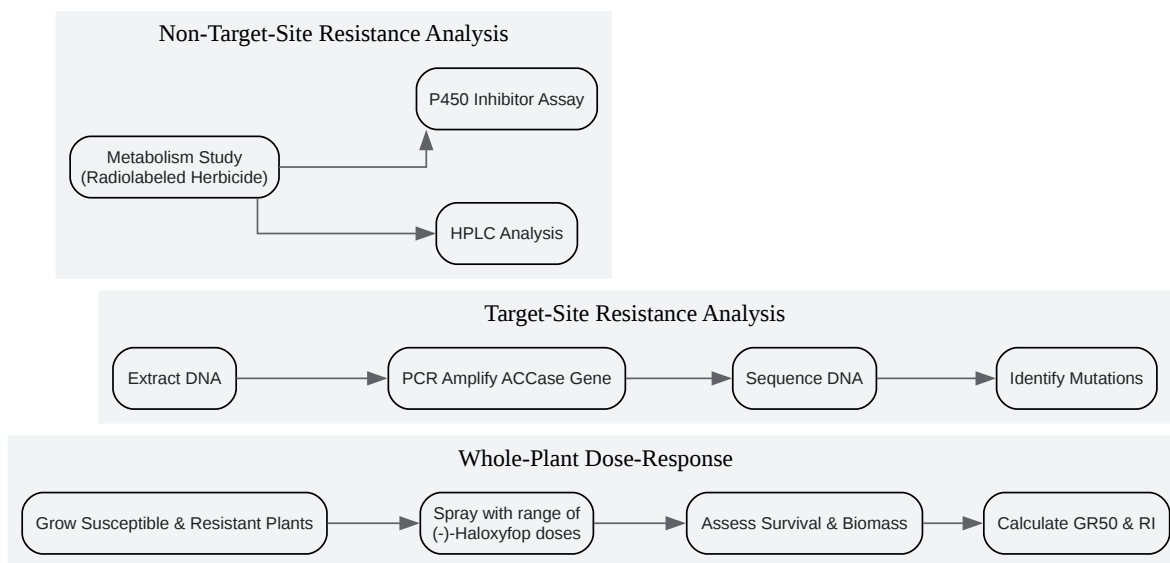 Non-Target-Site Resistance Analysis
P450 Inhibitor Assay
Metabolism Study
(Radiolabeled Herbicide)
HPLC Analysis
Target-Site Resistance Analysis
Extract DNA
PCR Amplify ACCase Gene
Sequence DNA
Identify Mutations
Whole-Plant Dose-Response
Grow Susceptible & Resistant Plants
Spray with range of
(-)-Haloxyfop doses
Assess Survival & Biomass
Calculate GR50 & RI